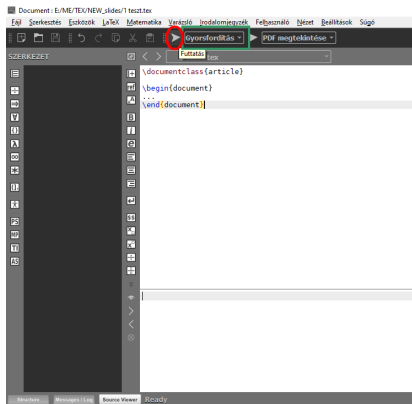 Document : E:/ME/TEX/NEW_slides/1 teszt.tex
Fájl Szerkesztés Eszközök LaTeX Matematika Varázsló Irodalomjegyzék Felhasználó Nézet Beállítások Súgó
Gyorsfordítás PDF megtekintése
Futtatás
SZERKEZET
tex
\documentclass{article}
\begin{document}
...
\end{document}
Structure Messages / Log Source Viewer Ready